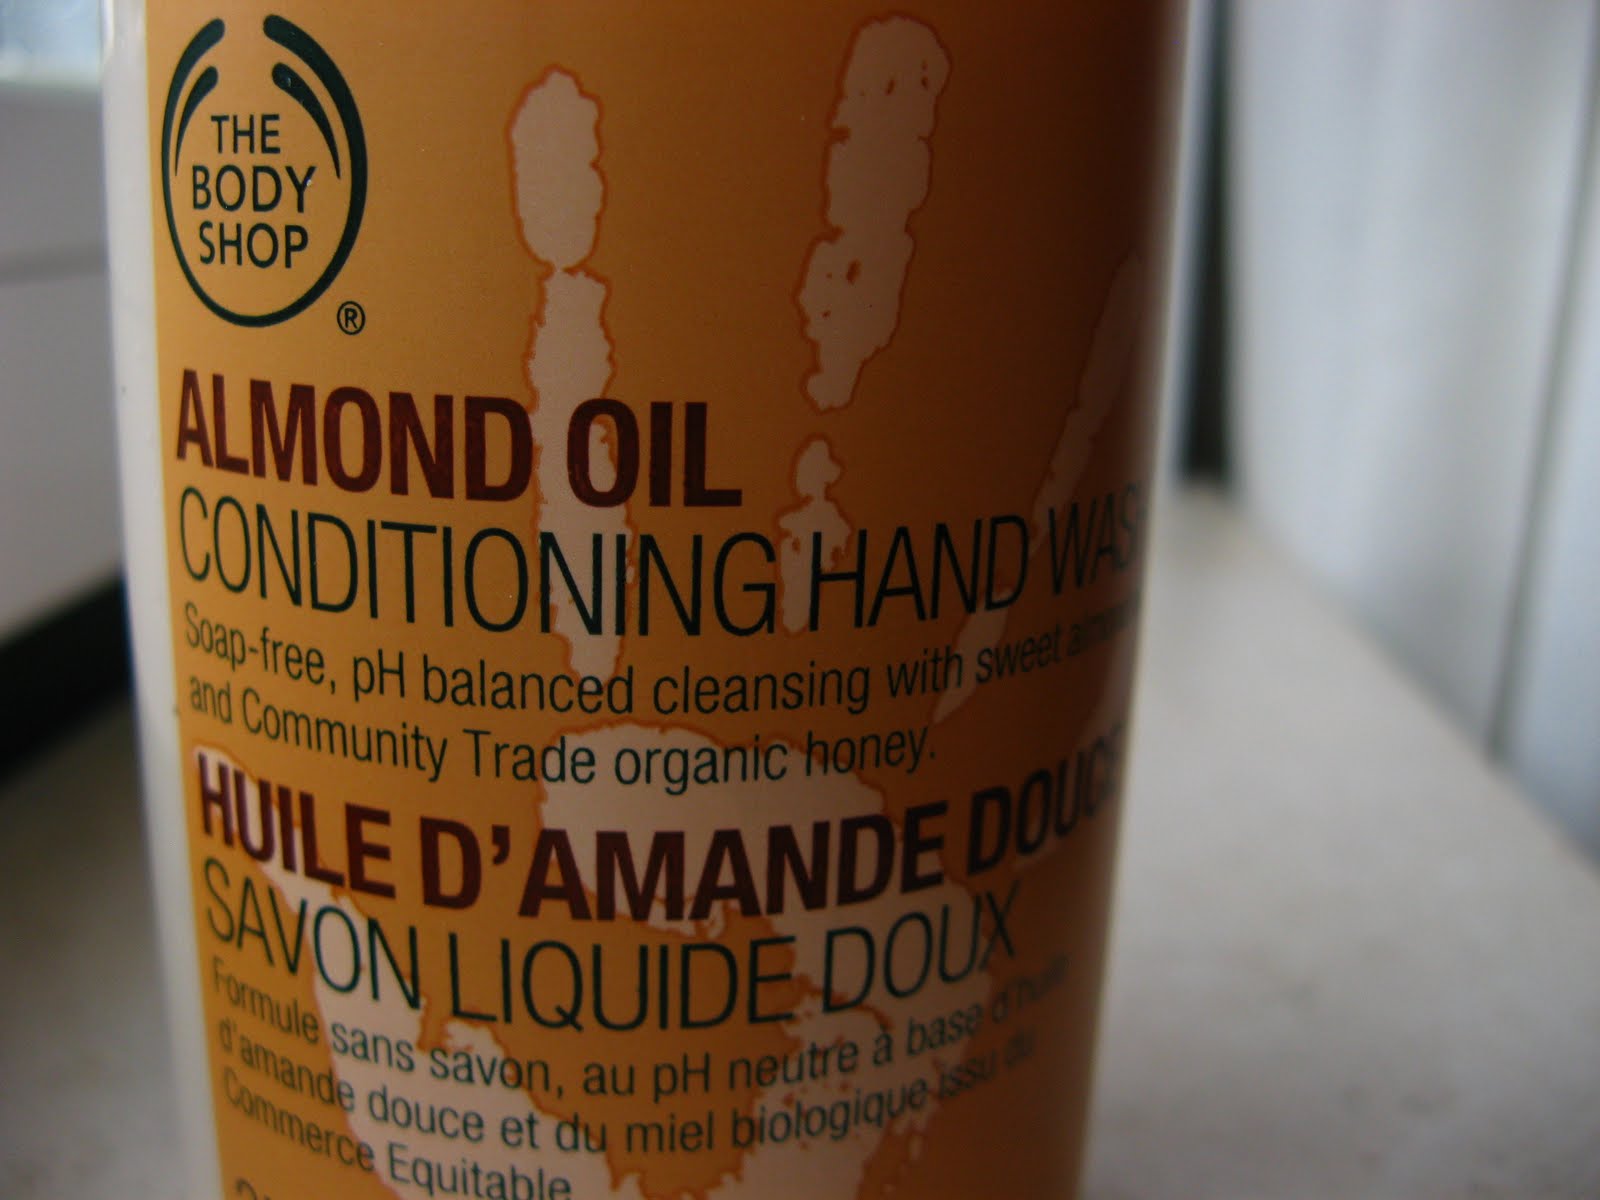 THE
BODY
SHOP
®
ALMOND OIL
CONDITIONING HAND WASH
Soap-free, pH balanced cleansing with sweet
and Community Trade organic honey.
HUILE D'AMANDE DOUCE
SAVON LIQUIDE DOUX
Formule sans savon, au pH neutre à base d'huile
d'amande douce et du miel biologique issu du
Commerce Equitable